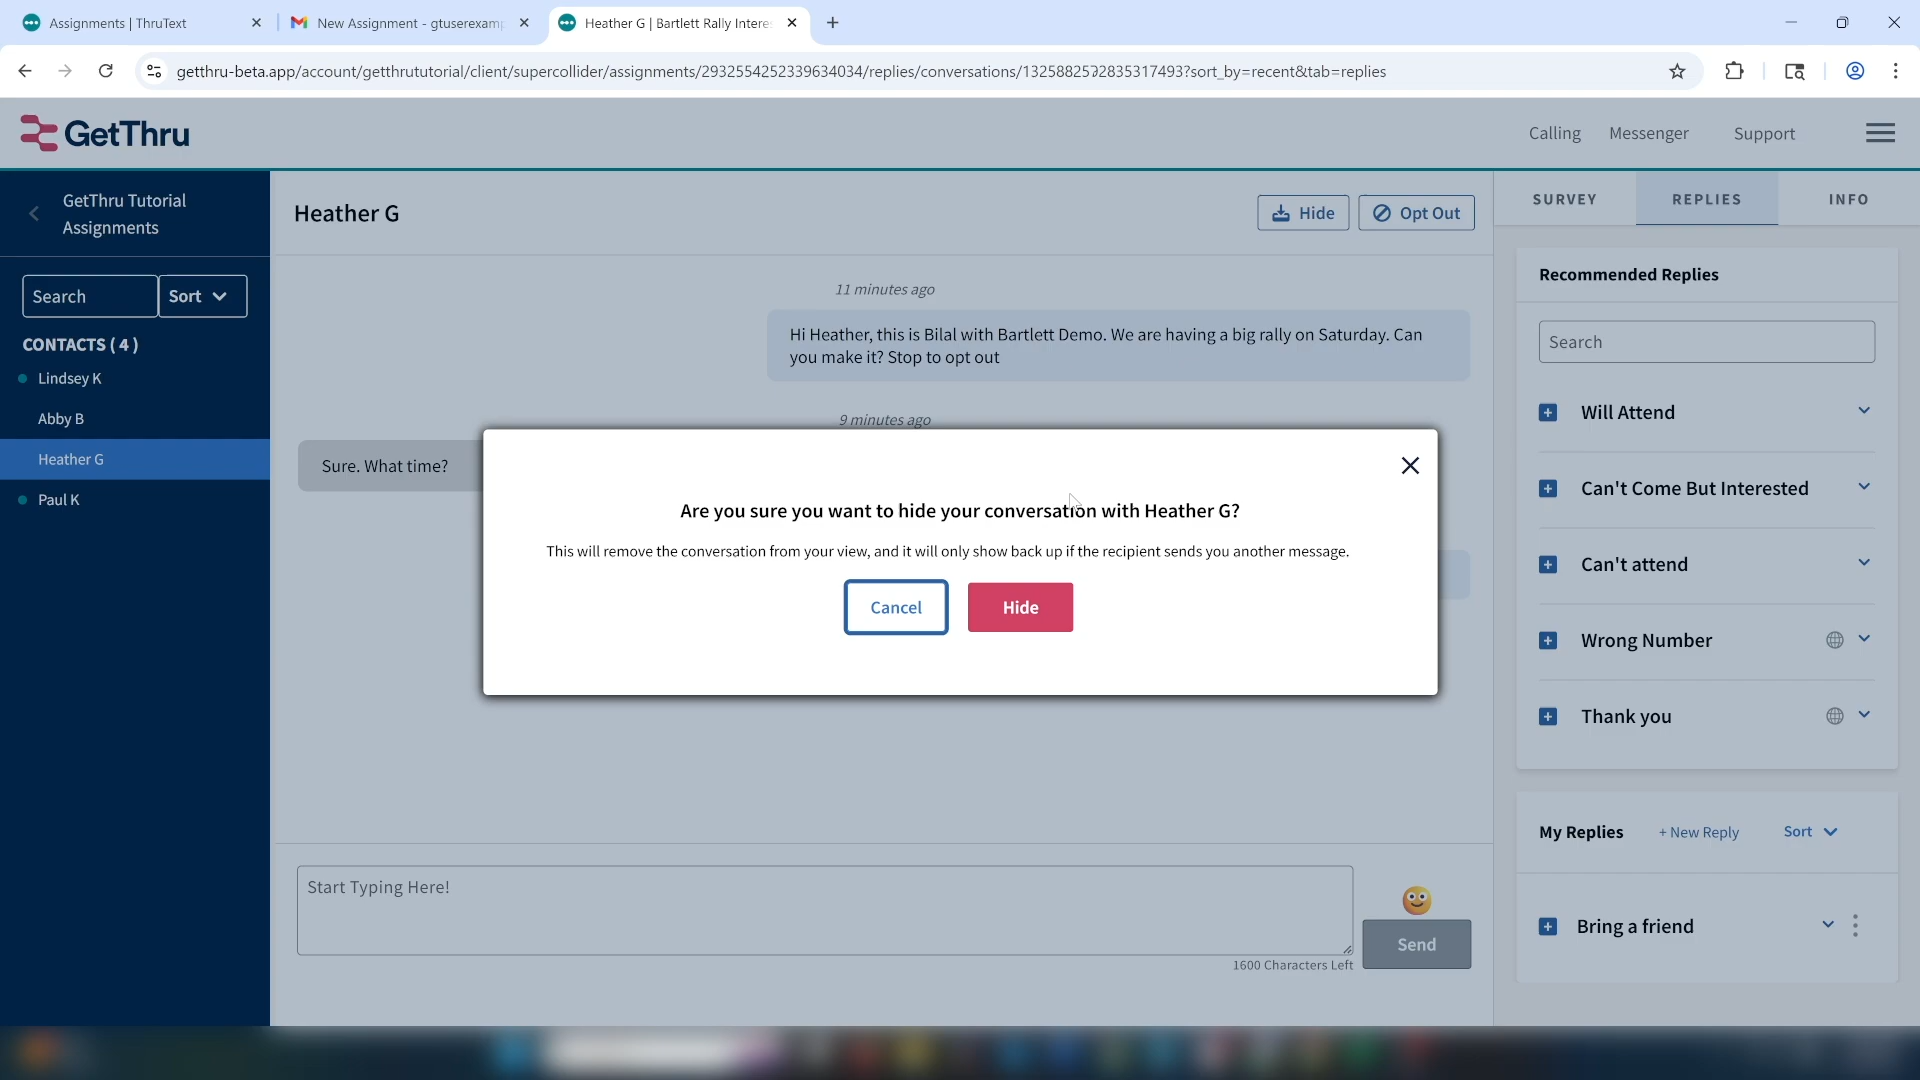 Assignments | ThruText
New Assignment - gtuserexam
Heather G | Bartlett Rally Interes
getthru-beta.app/account/getthrututorial/client/supercollider/assignments/2932554252339634034/replies/conversations/1325882592835317493?sort_by=recent&tab=replies
GetThru
Calling
Messenger
Support
GetThru Tutorial
Assignments
Search
Sort
CONTACTS ( 4 )
Lindsey K
Abby B
Heather G
Paul K
Heather G
Hide
Opt Out
11 minutes ago
Hi Heather, this is Bilal with Bartlett Demo. We are having a big rally on Saturday. Can
you make it? Stop to opt out
9 minutes ago
Sure. What time?
Are you sure you want to hide your conversation with Heather G?
This will remove the conversation from your view, and it will only show back up if the recipient sends you another message.
Cancel
Hide
Start Typing Here!
Send
1600 Characters Left
SURVEY
REPLIES
INFO
Recommended Replies
Search
Will Attend
Can't Come But Interested
Can't attend
Wrong Number
Thank you
My Replies
+ New Reply
Sort
Bring a friend